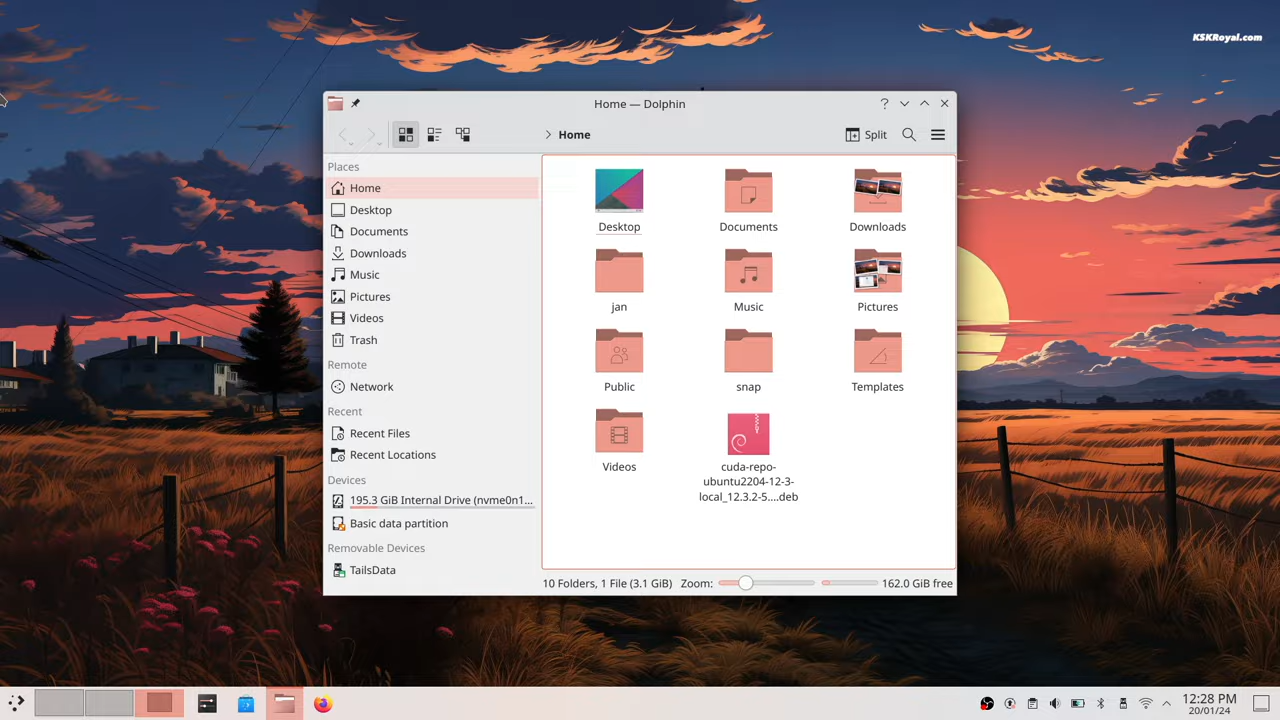 KSKRoyal.com
Home — Dolphin
Home
Split
Places
Home
Desktop
Documents
Downloads
Music
Pictures
Videos
Trash
Remote
Network
Recent
Recent Files
Recent Locations
Devices
195.3 GiB Internal Drive (nvme0n1...
Basic data partition
Removable Devices
TailsData
Desktop
Documents
Downloads
jan
Music
Pictures
Public
snap
Templates
Videos
cuda-repo-
ubuntu2204-12-3-
local_12.3.2-5....deb
10 Folders, 1 File (3.1 GiB)
Zoom:
162.0 GiB free
12:28 PM
20/01/24